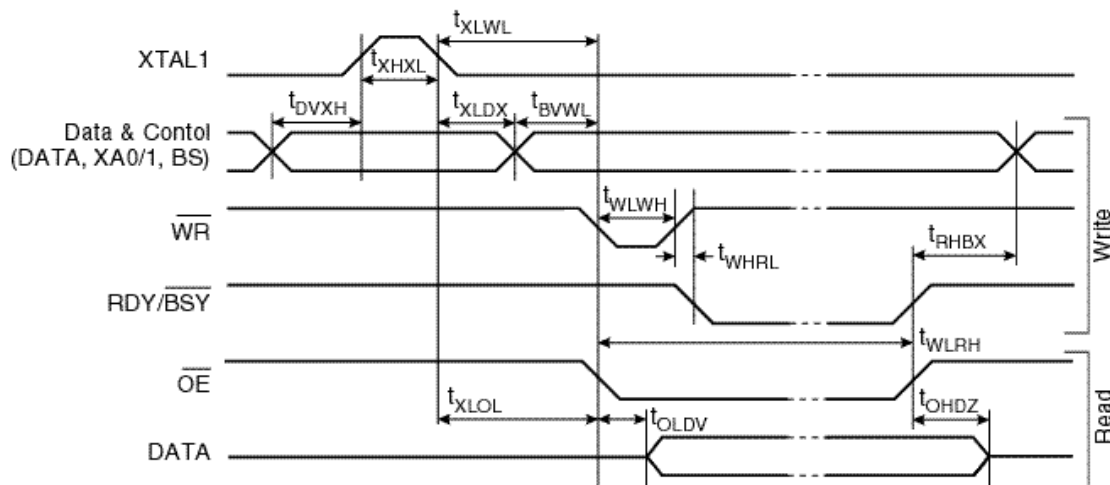 tXLWL
XTAL1
tXHXL
tDVXH
tXLDX
tBVWL
Data & Contol
(DATA, XA0/1, BS)
tWLWH
WR
tWHRL
tRHBX
Write
RDY/BSY
tWLRH
OE
tXLOL
tOLDV
tOHDZ
Read
DATA